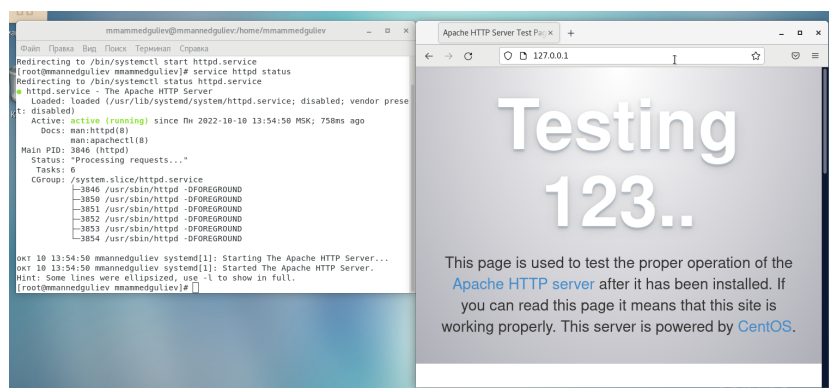 mmammedguliev@mmannedguliev:/home/mmammedguliev
Файл Правка Вид Поиск Терминал Справка
Redirecting to /bin/systemctl start httpd.service
[root@mmannedguliev mmammedguliev]# service httpd status
Redirecting to /bin/systemctl status httpd.service
● httpd.service - The Apache HTTP Server
Loaded: loaded (/usr/lib/systemd/system/httpd.service; disabled; vendor prese
t: disabled)
Active: active (running) since Пн 2022-10-10 13:54:50 MSK; 758ms ago
Docs: man:httpd(8)
man:apachectl(8)
Main PID: 3846 (httpd)
Status: "Processing requests..."
Tasks: 6
CGroup: /system.slice/httpd.service
├─3846 /usr/sbin/httpd -DFOREGROUND
├─3850 /usr/sbin/httpd -DFOREGROUND
├─3851 /usr/sbin/httpd -DFOREGROUND
├─3852 /usr/sbin/httpd -DFOREGROUND
├─3853 /usr/sbin/httpd -DFOREGROUND
└─3854 /usr/sbin/httpd -DFOREGROUND
окт 10 13:54:50 mmannedguliev systemd[1]: Starting The Apache HTTP Server...
окт 10 13:54:50 mmannedguliev systemd[1]: Started The Apache HTTP Server.
Hint: Some lines were ellipsized, use -l to show in full.
[root@mmannedguliev mmammedguliev]#
Apache HTTP Server Test Pag
127.0.0.1
Testing
123..
This page is used to test the proper operation of the
Apache HTTP server after it has been installed. If
you can read this page it means that this site is
working properly. This server is powered by CentOS.